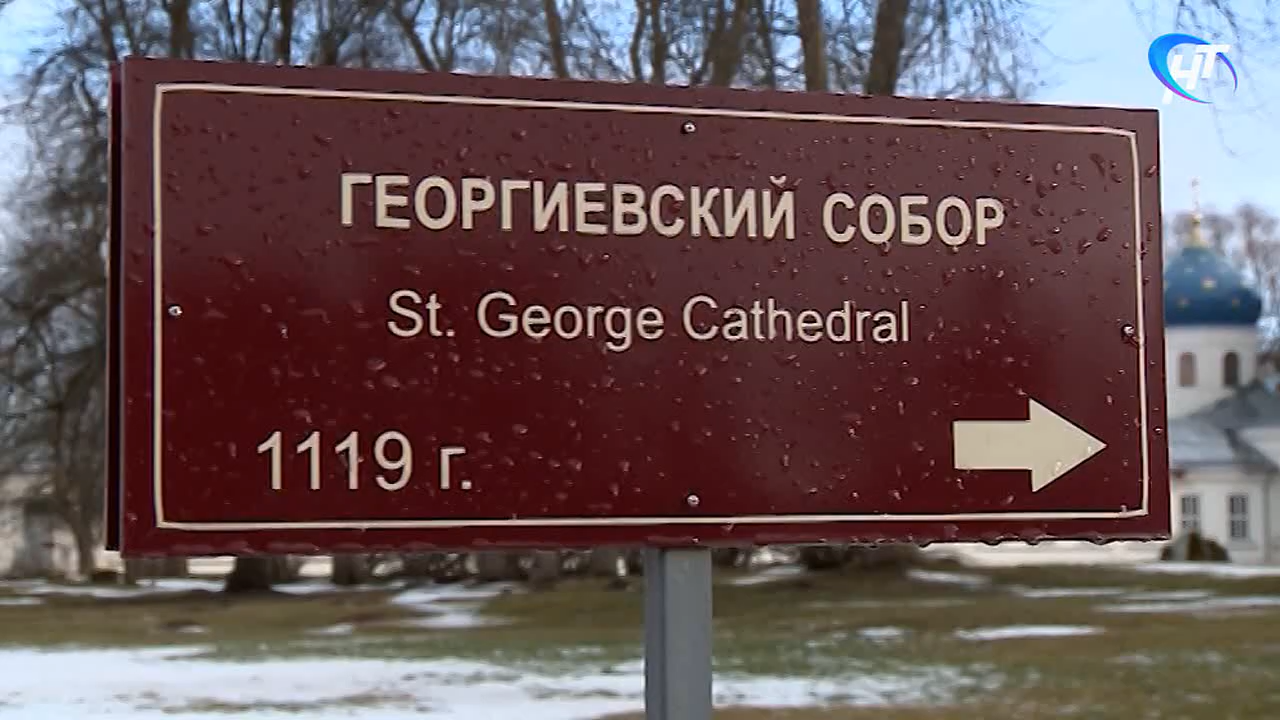 НТ
ГЕОРГИЕВСКИЙ СОБОР
St. George Cathedral
1119 г.